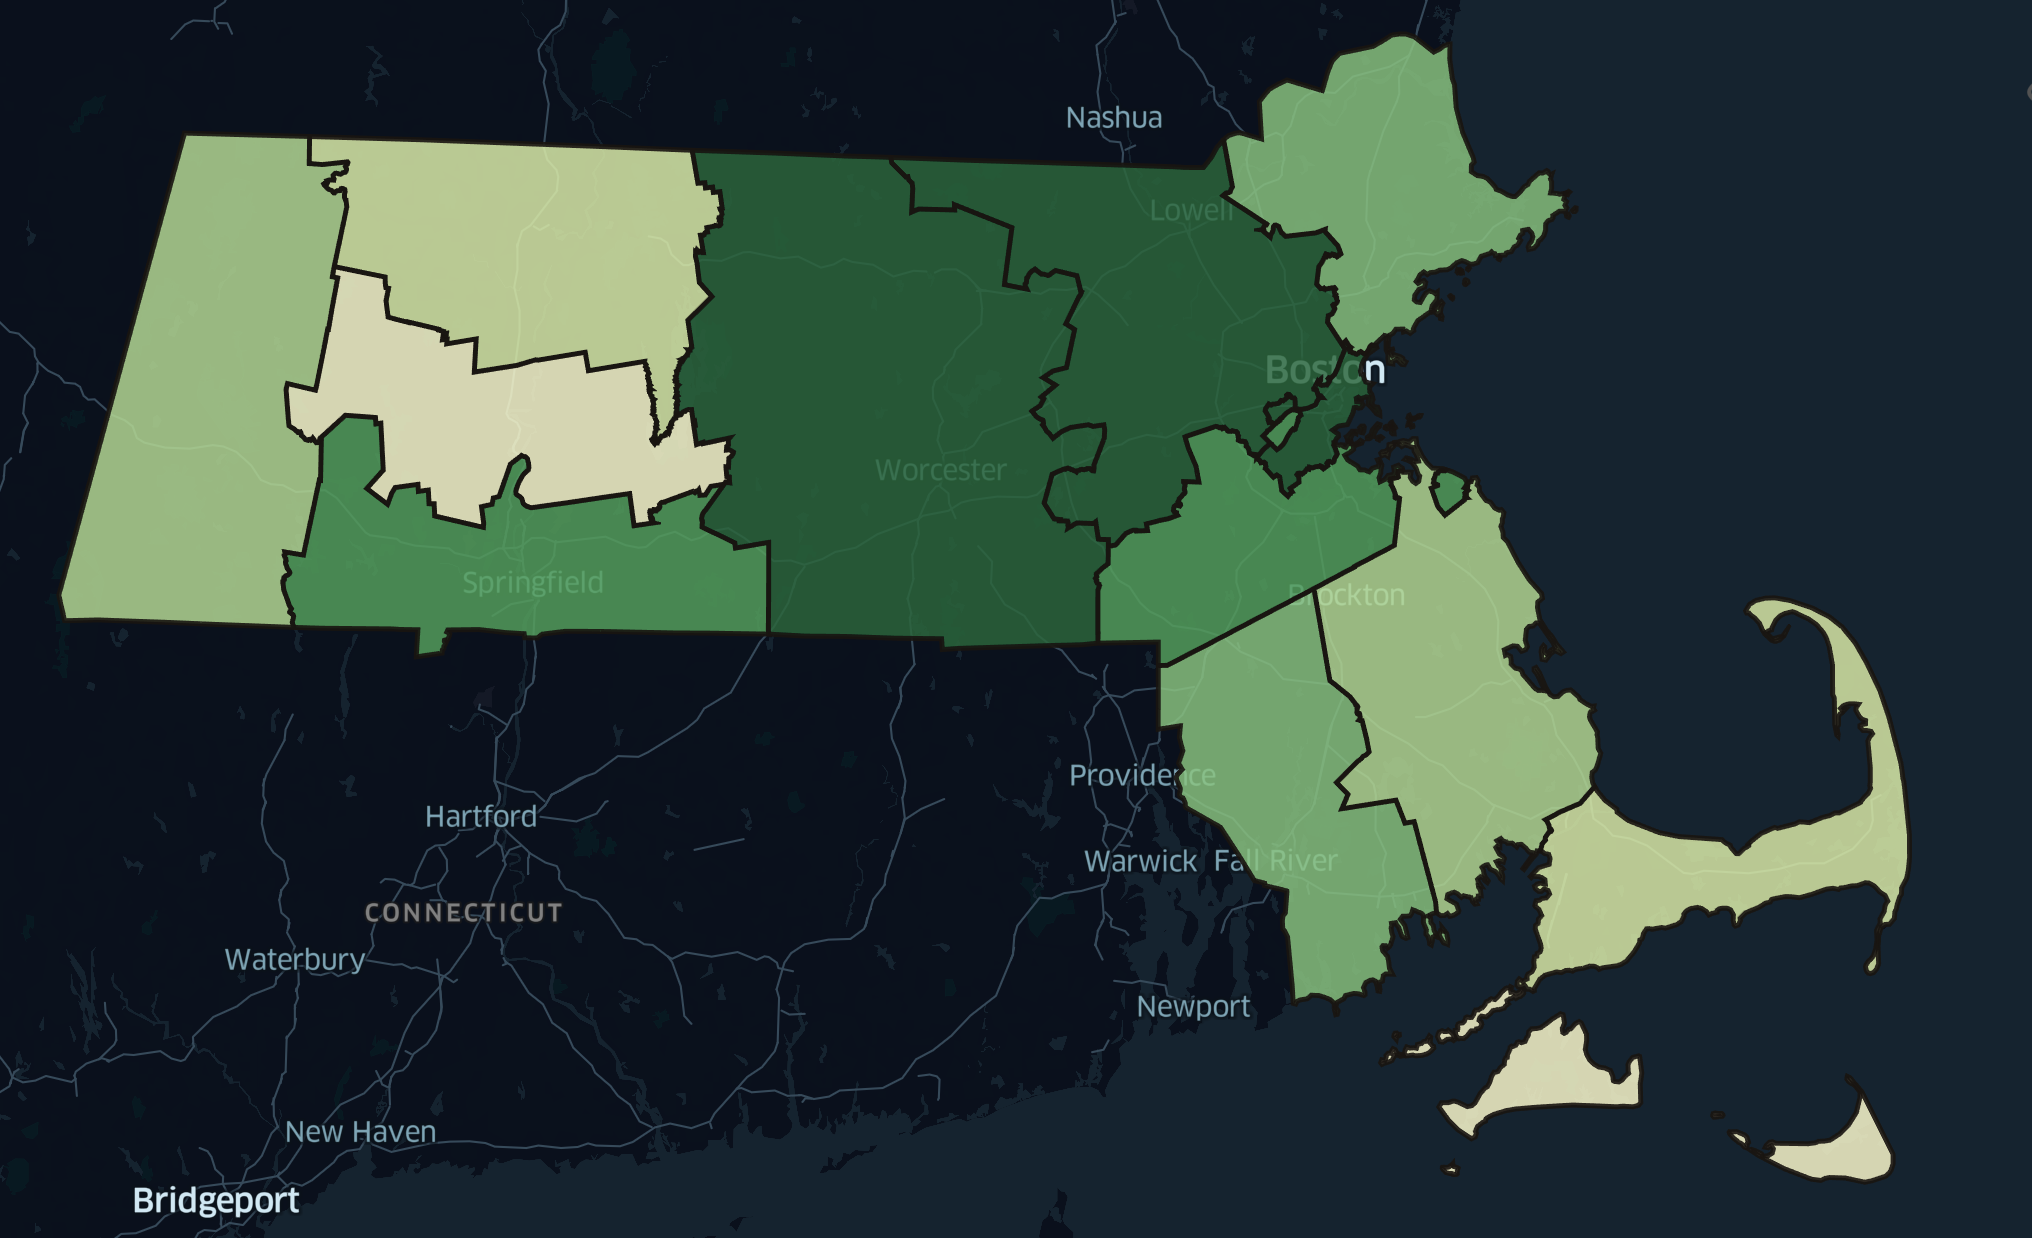 Nashua
Lowell
Boston
Worcester
Springfield
Brockton
Providence
Hartford
Warwick
Fall River
CONNECTICUT
Waterbury
Newport
New Haven
Bridgeport